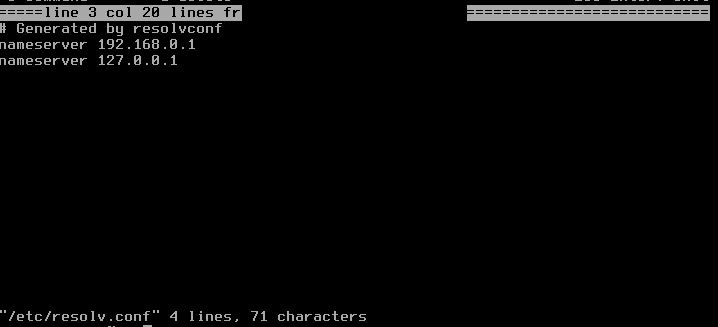 =====line 3 col 20 lines fr ==============================
# Generated by resolvconf
nameserver 192.168.0.1
nameserver 127.0.0.1
"/etc/resolv.conf" 4 lines, 71 characters